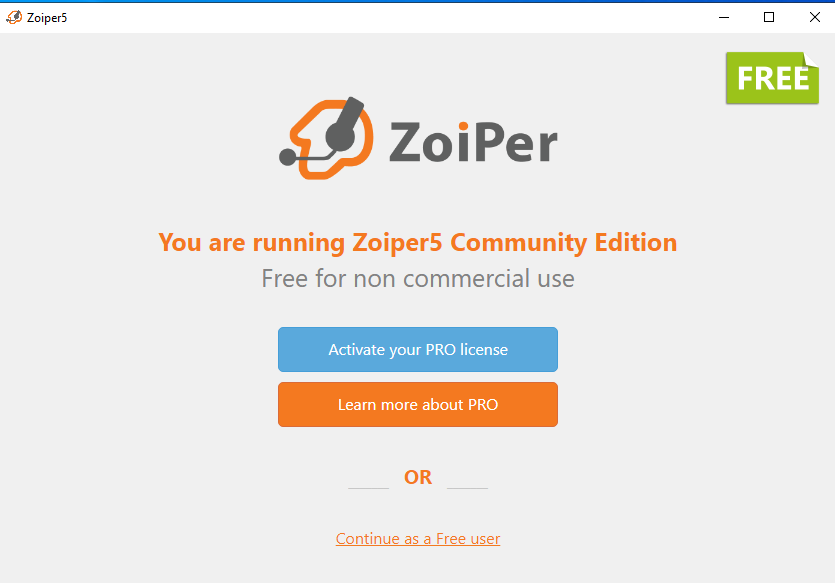 Zoiper5
FREE
ZoiPer
You are running Zoiper5 Community Edition
Free for non commercial use
Activate your PRO license
Learn more about PRO
OR
Continue as a Free user